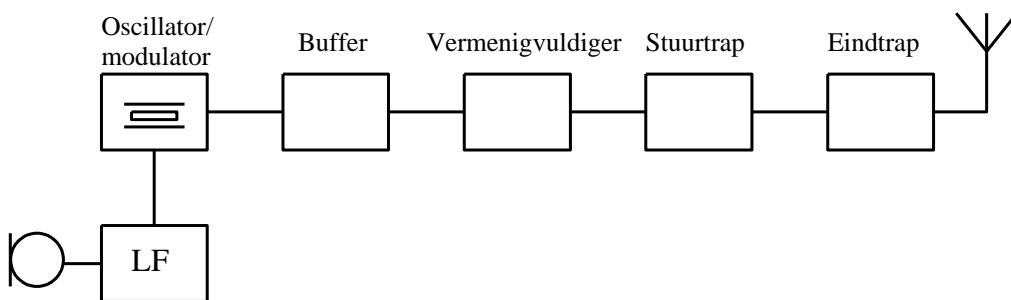 Oscillator/
modulator
Buffer
Vermenigvuldiger
Stuurtrap
Eindtrap
LF